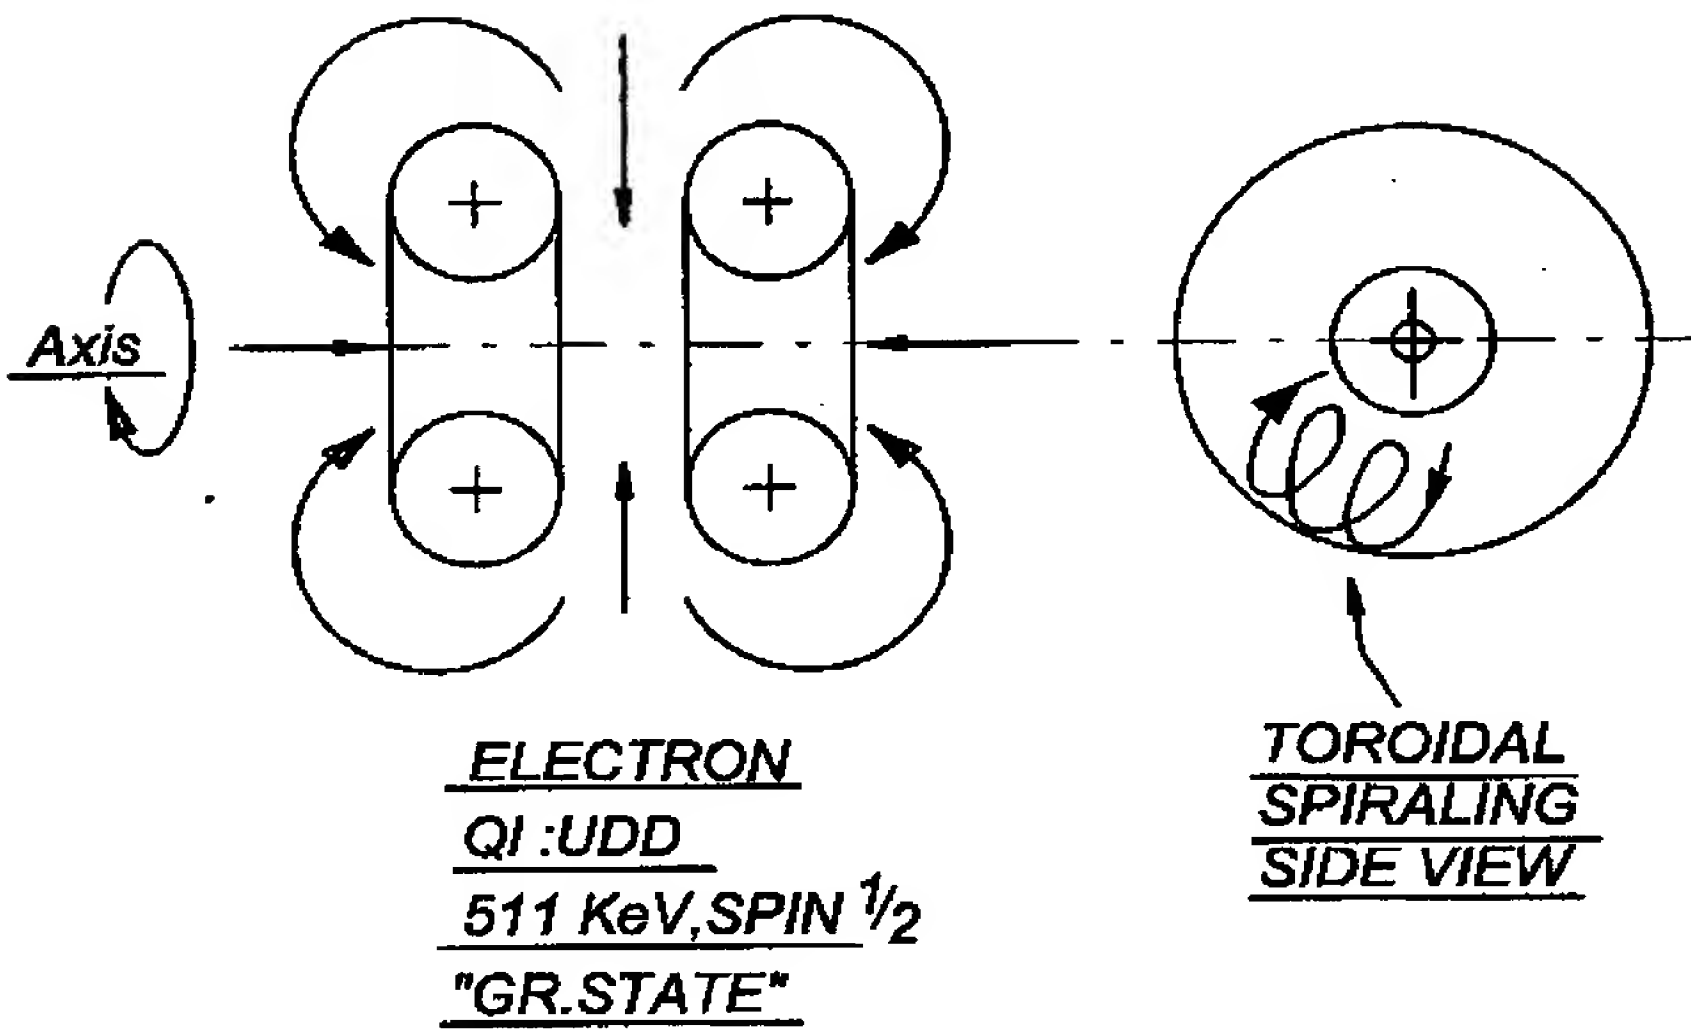 Axis
ELECTRON
QI :UDD
511 KeV,SPIN 1/2
"GR.STATE"
TOROIDAL
SPIRALING
SIDE VIEW